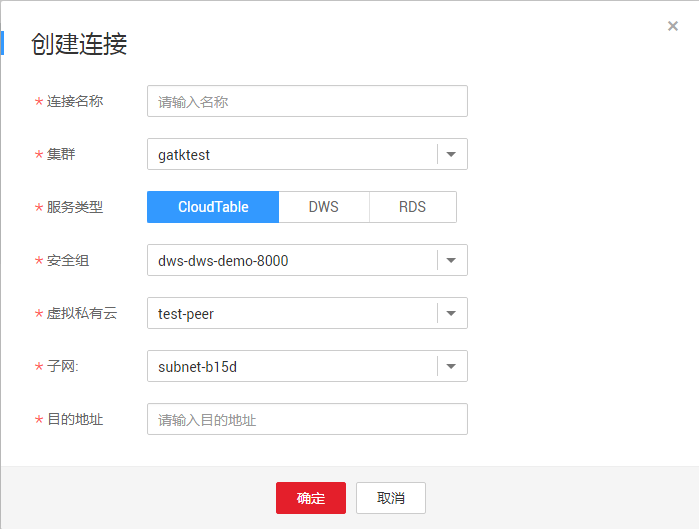 创建连接
* 连接名称 请输入名称
* 集群 gatktest
* 服务类型 CloudTable DWS RDS
* 安全组 dws-dws-demo-8000
* 虚拟私有云 test-peer
* 子网: subnet-b15d
* 目的地址 请输入目的地址
确定 取消